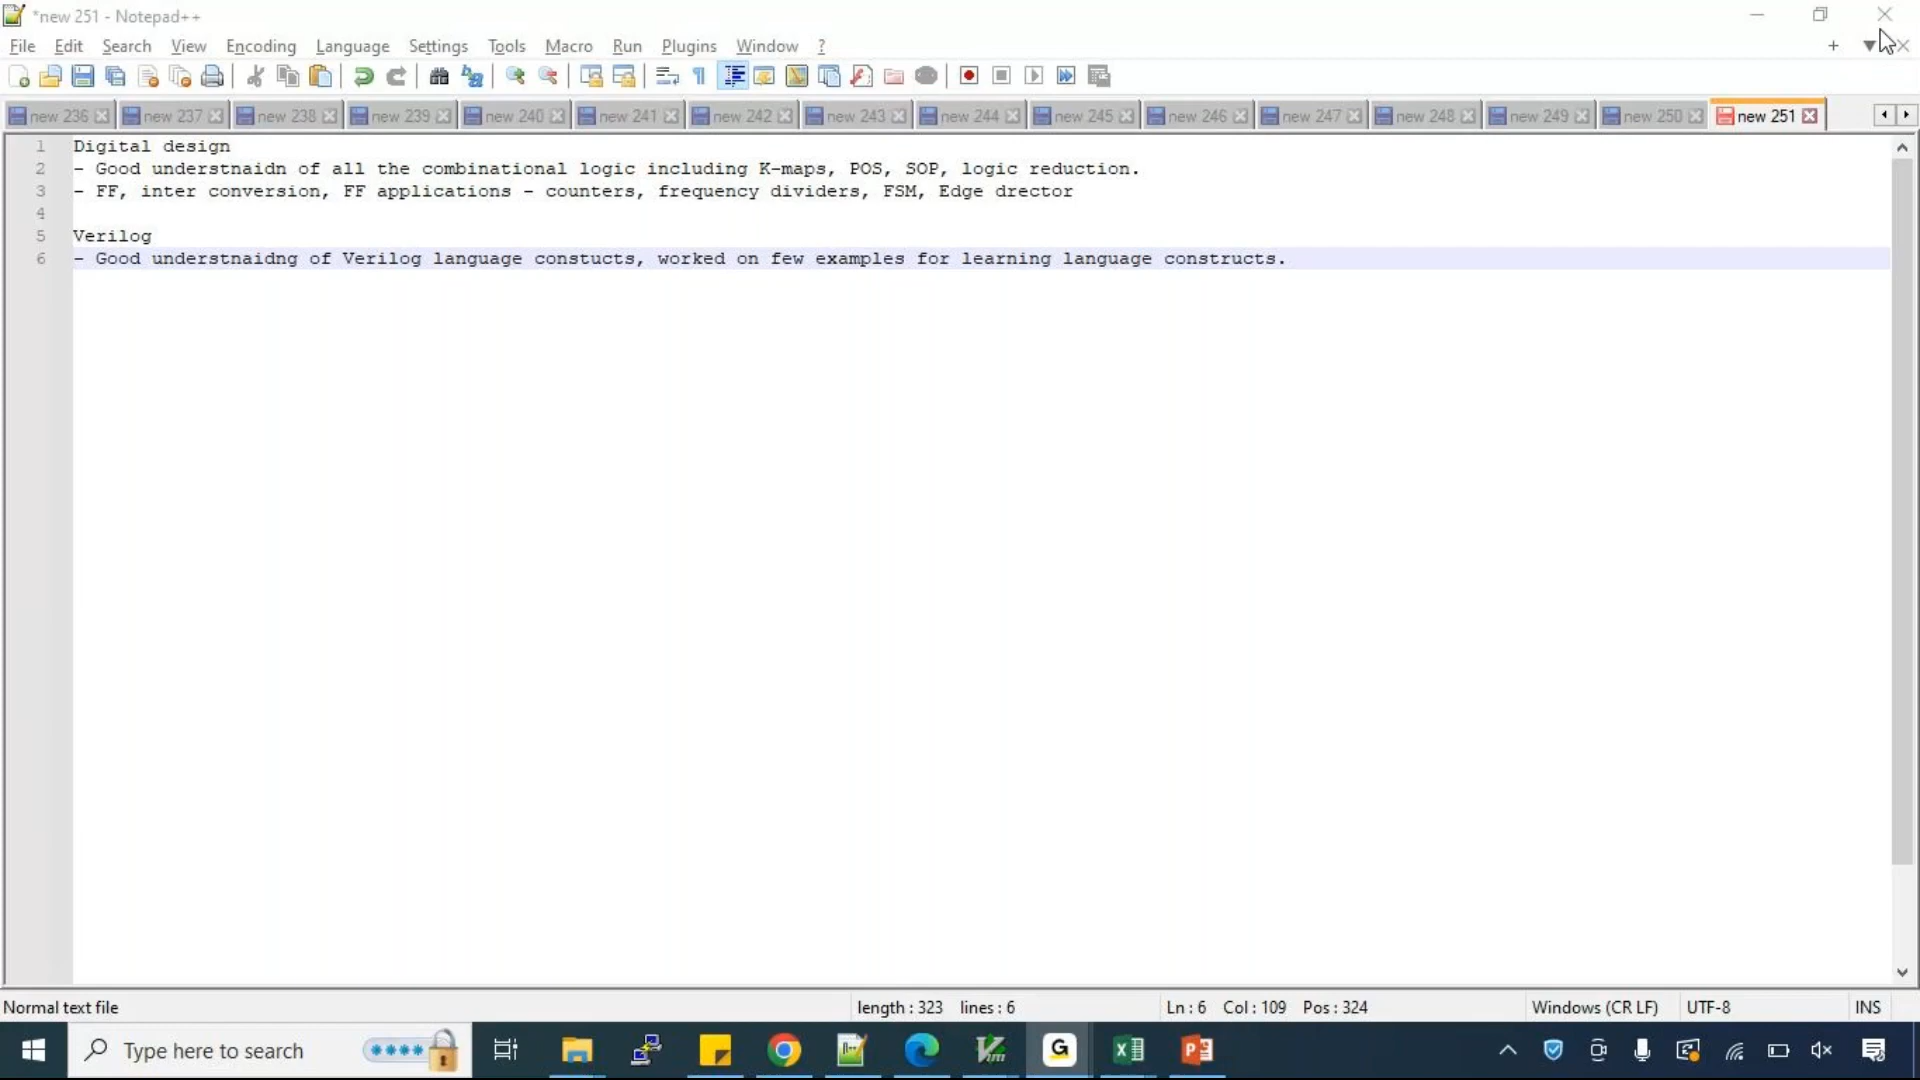 *new 251 - Notepad++
File Edit Search View Encoding Language Settings Tools Macro Run Plugins Window ?
new 236 new 237 new 238 new 239 new 240 new 241 new 242 new 243 new 244 new 245 new 246 new 247 new 248 new 249 new 250 new 251
1 Digital design
2 - Good understnaidn of all the combinational logic including K-maps, POS, SOP, logic reduction.
3 - FF, inter conversion, FF applications - counters, frequency dividers, FSM, Edge drector
4
5 Verilog
6 - Good understnaidng of Verilog language constucts, worked on few examples for learning language constructs.
Normal text file length : 323 lines : 6 Ln : 6 Col : 109 Pos : 324 Windows (CR LF) UTF-8 INS
Type here to search